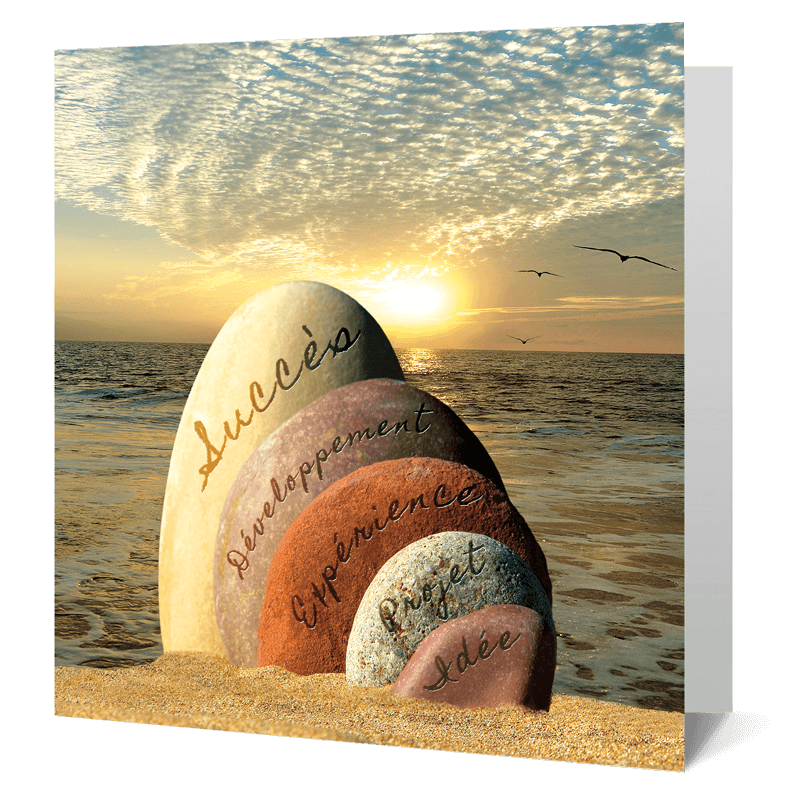 Succès
Développement
Expérience
Projet
Idée